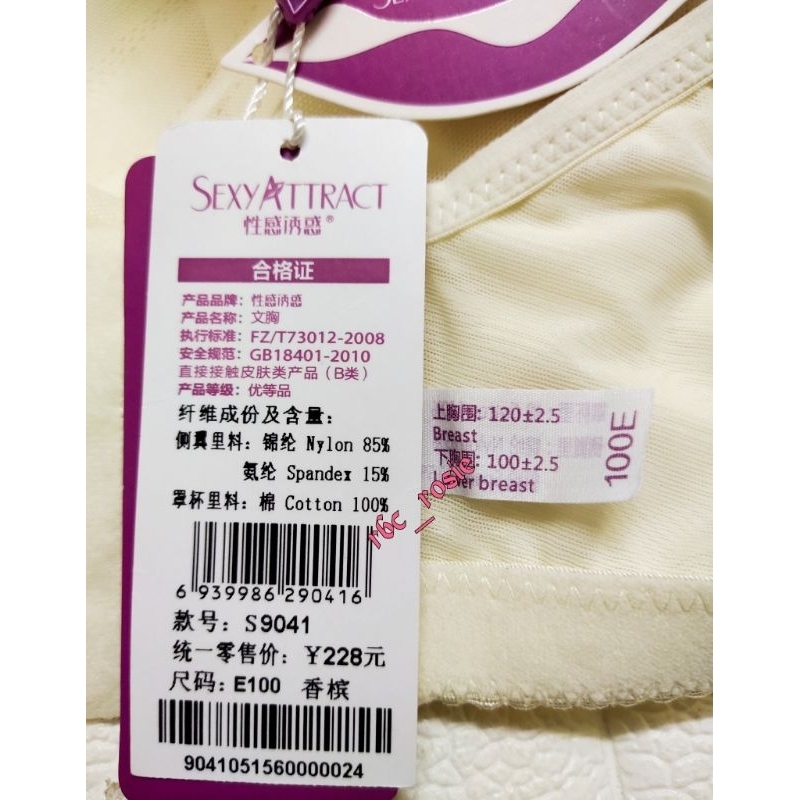 SEXY ATTRACT
性感诱惑®
合格证
产品品牌：性感诱惑
产品名称：文胸
执行标准：FZ/T73012-2008
安全规范：GB18401-2010
直接接触皮肤类产品（B类）
产品等级：优等品
纤维成份及含量：
侧翼里料：锦纶 Nylon 85%
氨纶 Spandex 15%
罩杯里料：棉 Cotton 100%
6 939986 290416
款号：S9041
统一零售价：¥228元
尺码：E100 香槟
9041051560000024
上胸围：120±2.5
Breast
下胸围：100±2.5
breast
100E
r6c_rosie